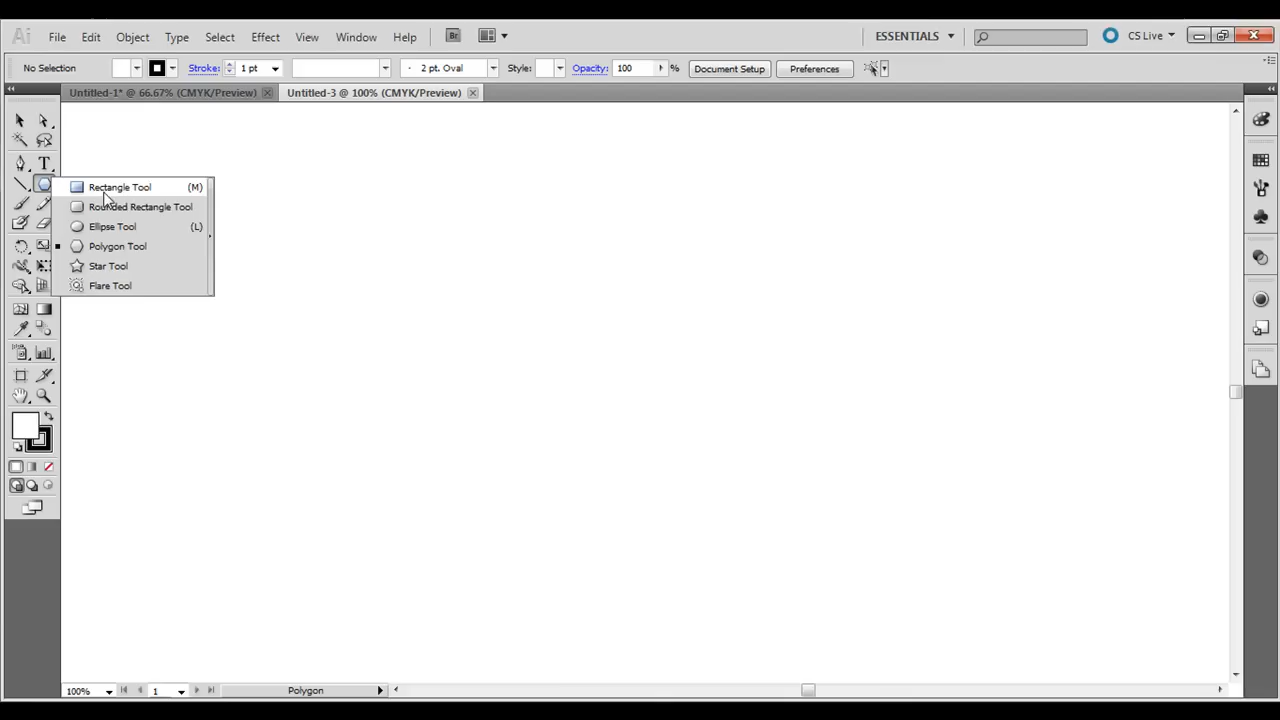 Ai File Edit Object Type Select Effect View Window Help Br ESSENTIALS CS Live
No Selection Stroke: 1 pt 2 pt. Oval Style: Opacity: 100 % Document Setup Preferences
Untitled-1* @ 66.67% (CMYK/Preview) Untitled-3 @ 100% (CMYK/Preview)
T
Rectangle Tool (M)
Rounded Rectangle Tool
Ellipse Tool (L)
Polygon Tool
Star Tool
Flare Tool
100% 1 Polygon